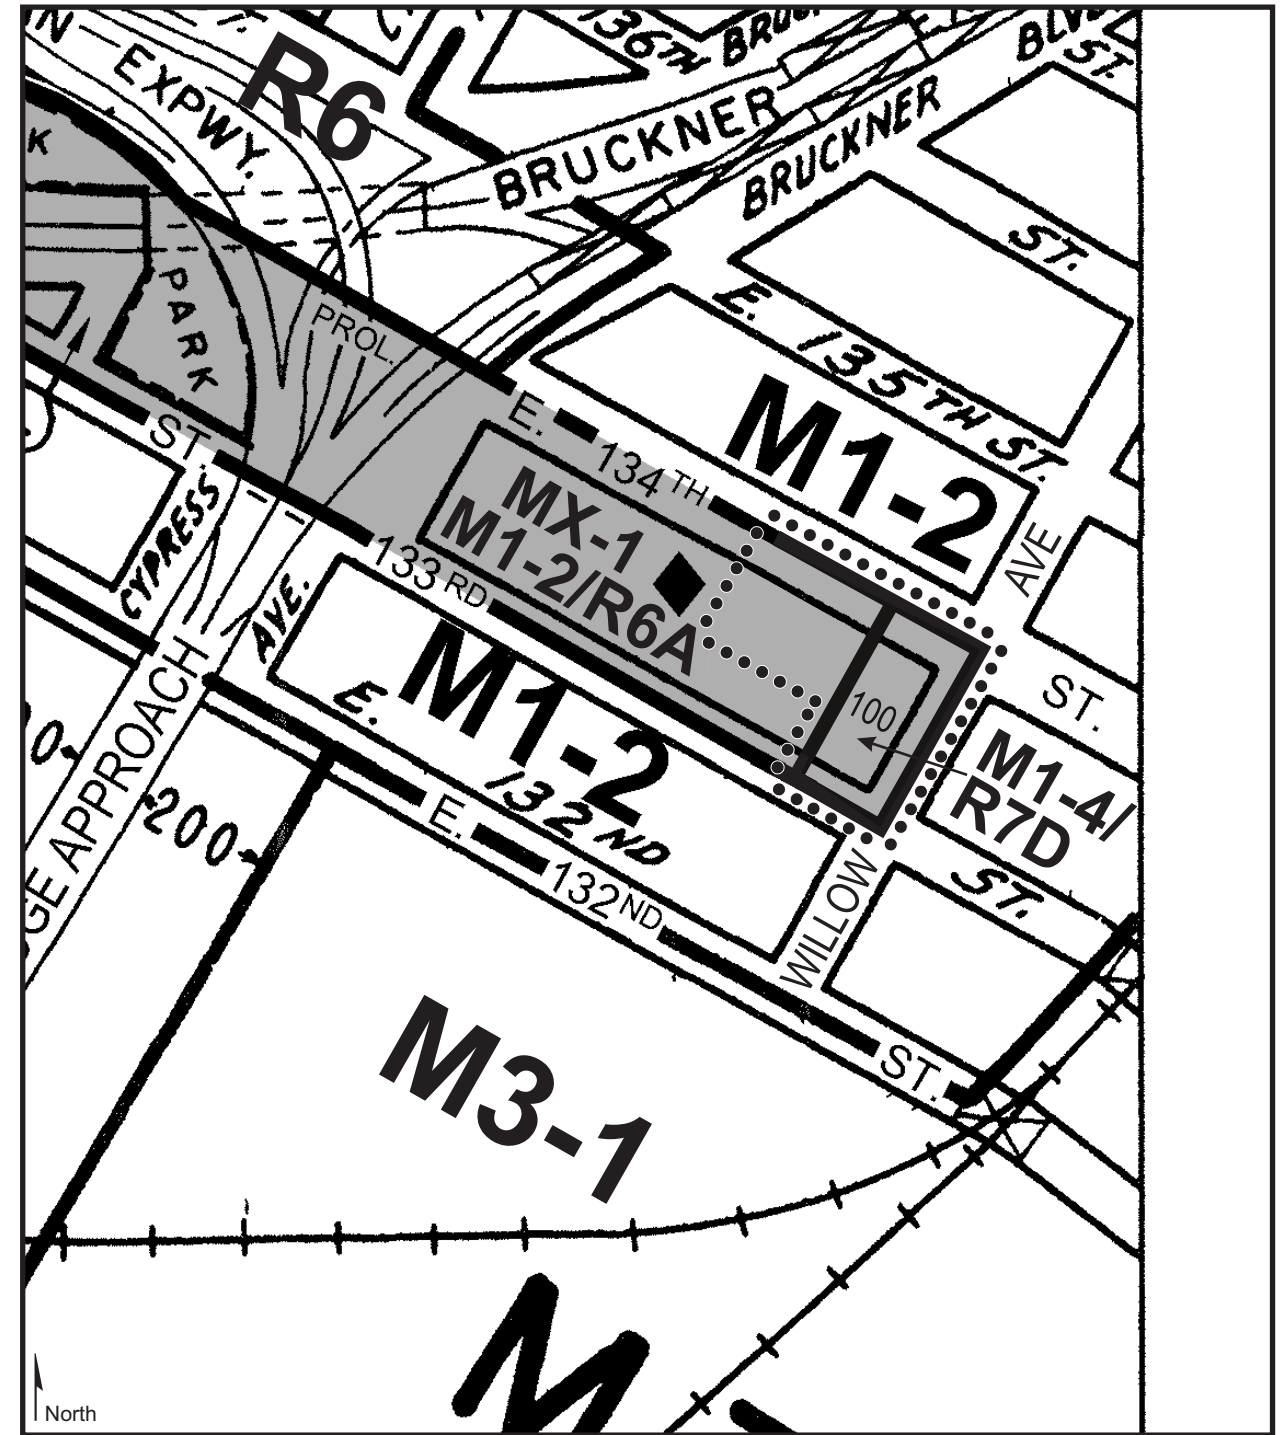 EXPWY.
R6
136TH
BRUCKNER
BRUCKNER
BLVD
ST.
K
PARK
PROL.
ST.
E. 135TH ST.
M1-2
E. 134TH
ST.
CYPRESS
AVE.
MX-1
M1-2/R6A
133RD
AVE
ST.
100
M1-4/
R7D
M1-2
E. 132ND
ST.
200
E. 132ND
WILLOW
ST.
APPROACH
M3-1
M
North